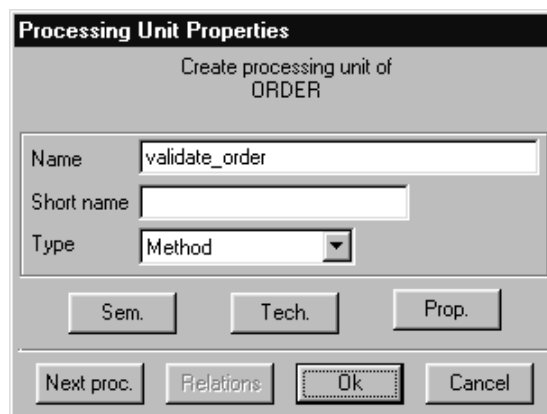 Processing Unit Properties
Create processing unit of
ORDER
Name validate_order
Short name
Type Method
Sem. Tech. Prop.
Next proc. Relations Ok Cancel